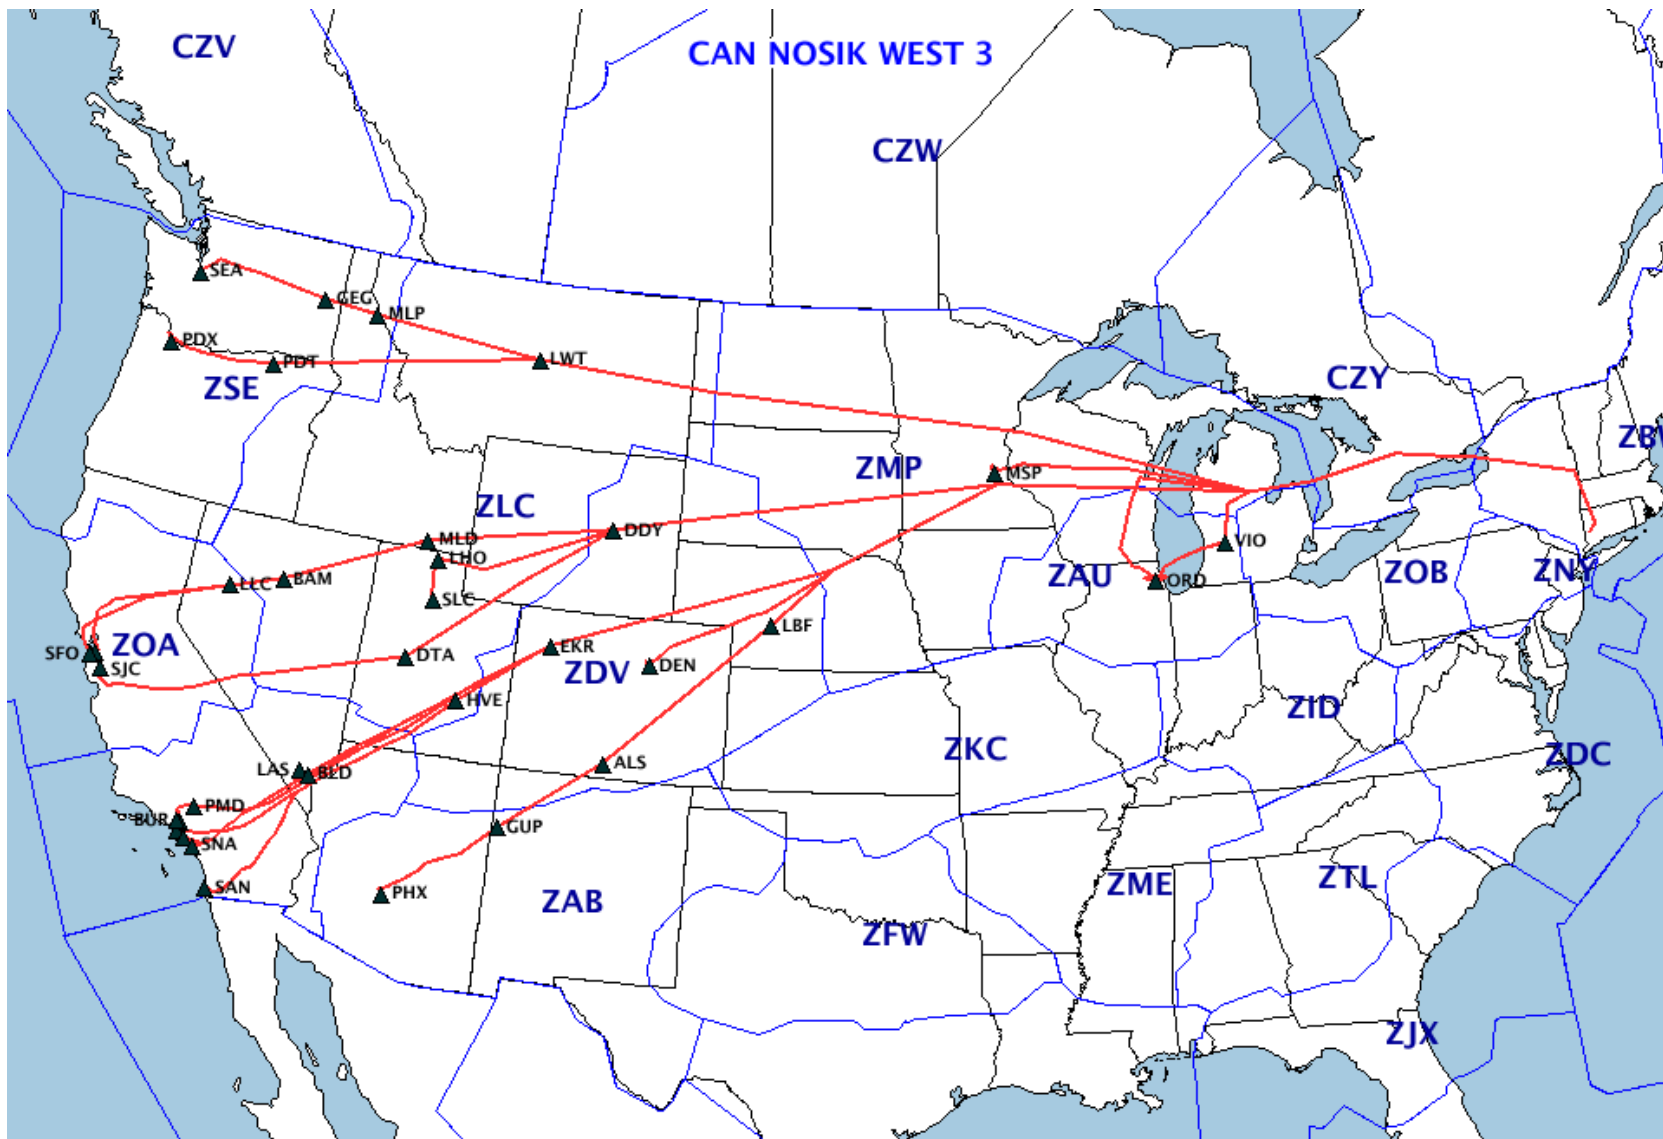 CZV
CAN NOSIK WEST 3
CZW
SEA
GEG
MLP
PDX
PDT
LWT
ZSE
CZY
ZBW
ZMP
MSP
ZLC
DDY
MLD
LHO
VIO
LLC
BAM
SLC
ZAU
ORD
ZOB
ZNY
SFO
ZOA
SJC
DTA
EKR
ZDV
DEN
LBF
HVE
ZID
ZKC
ZDC
LAS
BLD
ALS
PMD
BUR
GUP
SNA
SAN
PHX
ZAB
ZME
ZTL
ZFW
ZJX